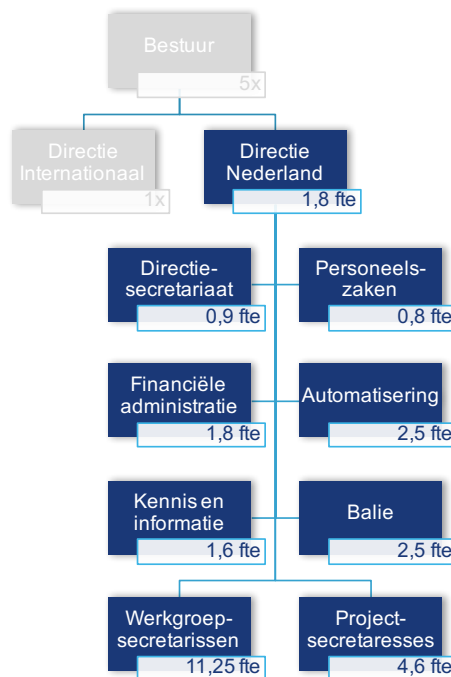 Bestuur
5x
Directie
Internationaal
1x
Directie
Nederland
1,8 fte
Directie-
secretariaat
0,9 fte
Personeels-
zaken
0,8 fte
Financiële
administratie
1,8 fte
Automatisering
2,5 fte
Kennis en
informatie
1,6 fte
Balie
2,5 fte
Werkgroep-
secretarissen
11,25 fte
Project-
secretaresses
4,6 fte